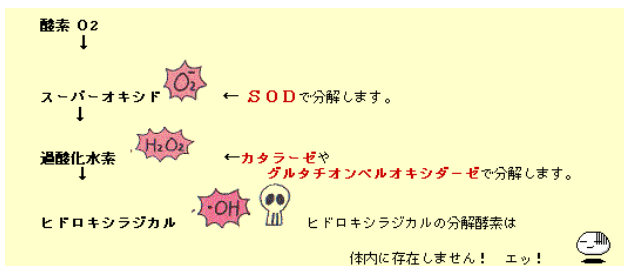 酸素 O2
↓
O2-
スーパーオキシド ← SODで分解します。
↓
H2O2
過酸化水素 ←カタラーゼや
↓ グルタチオンペルオキシダーゼで分解します。
・OH
ヒドロキシラジカル ヒドロキシラジカルの分解酵素は
体内に存在しません! エッ!